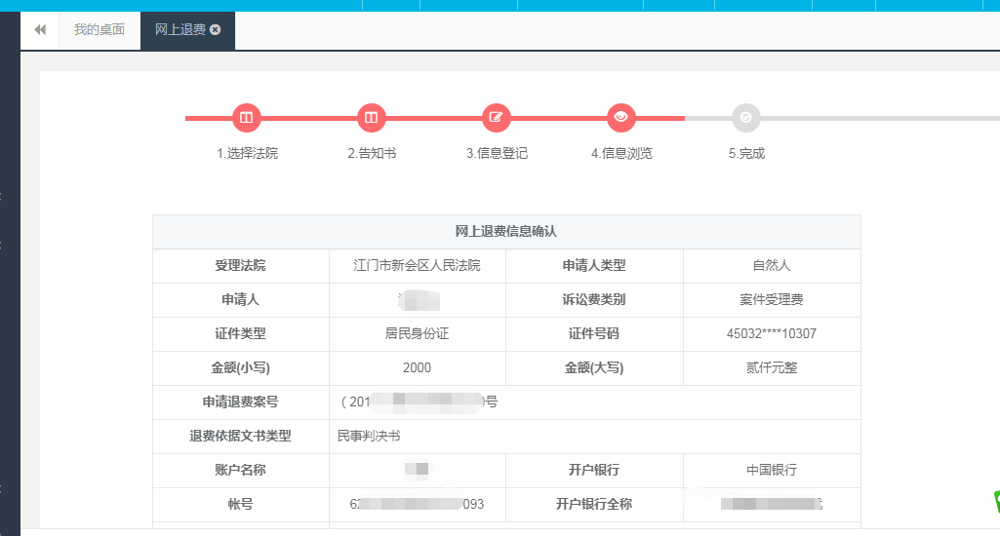 我的桌面 网上退费
1.选择法院 2.告知书 3.信息登记 4.信息浏览 5.完成
网上退费信息确认
受理法院 江门市新会区人民法院 申请人类型 自然人
申请人 诉讼费类别 案件受理费
证件类型 居民身份证 证件号码 45032****10307
金额(小写) 2000 金额(大写) 贰仟元整
申请退费案号 （201 号
退费依据文书类型 民事判决书
账户名称 开户银行 中国银行
帐号 62 093 开户银行全称